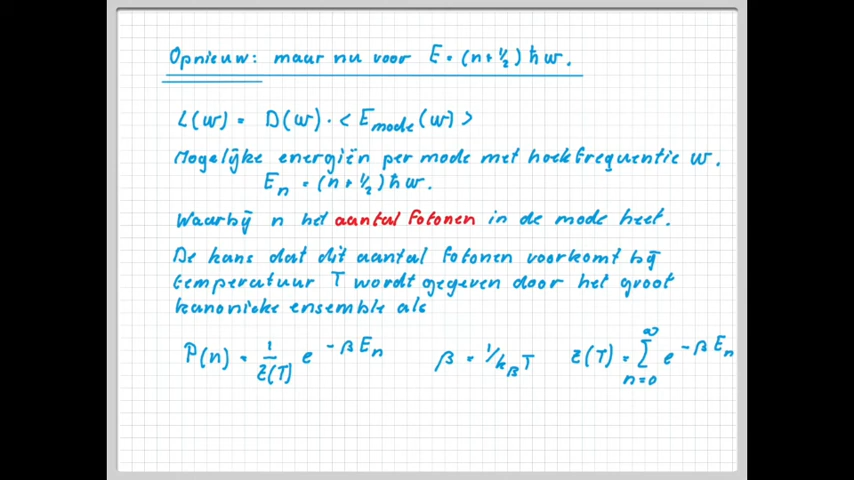 Opnieuw: maar nu voor E = (n + 1/2) ħω.
L(ω) = D(ω) · < E_mode (ω) >
Mogelijke energiën per mode met hoekfrequentie ω.
E_n = (n + 1/2) ħω.
Waarbij n het aantal fotonen in de mode heet.
De kans dat dit aantal fotonen voorkomt bij
temperatuur T wordt gegeven door het groot
kanonieke ensemble als
P(n) = 1/Z(T) e^{-βE_n} β = 1/k_B T Z(T) = ∑_{n=0}^{∞} e^{-βE_n}